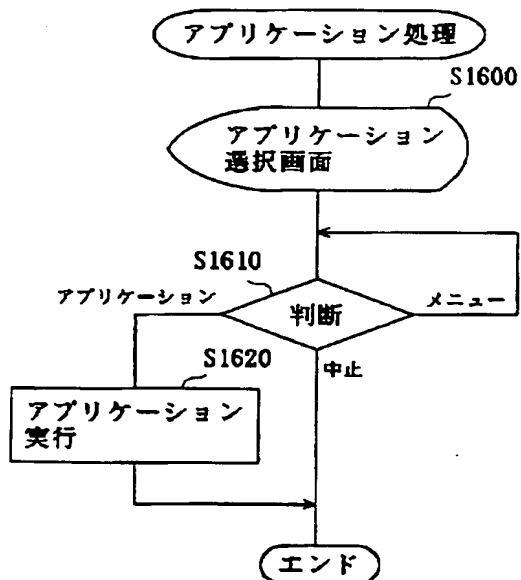 アプリケーション処理
S1600
アプリケーション
選択画面
S1610
アプリケーション
判断
メニュー
S1620
中止
アプリケーション
実行
エンド